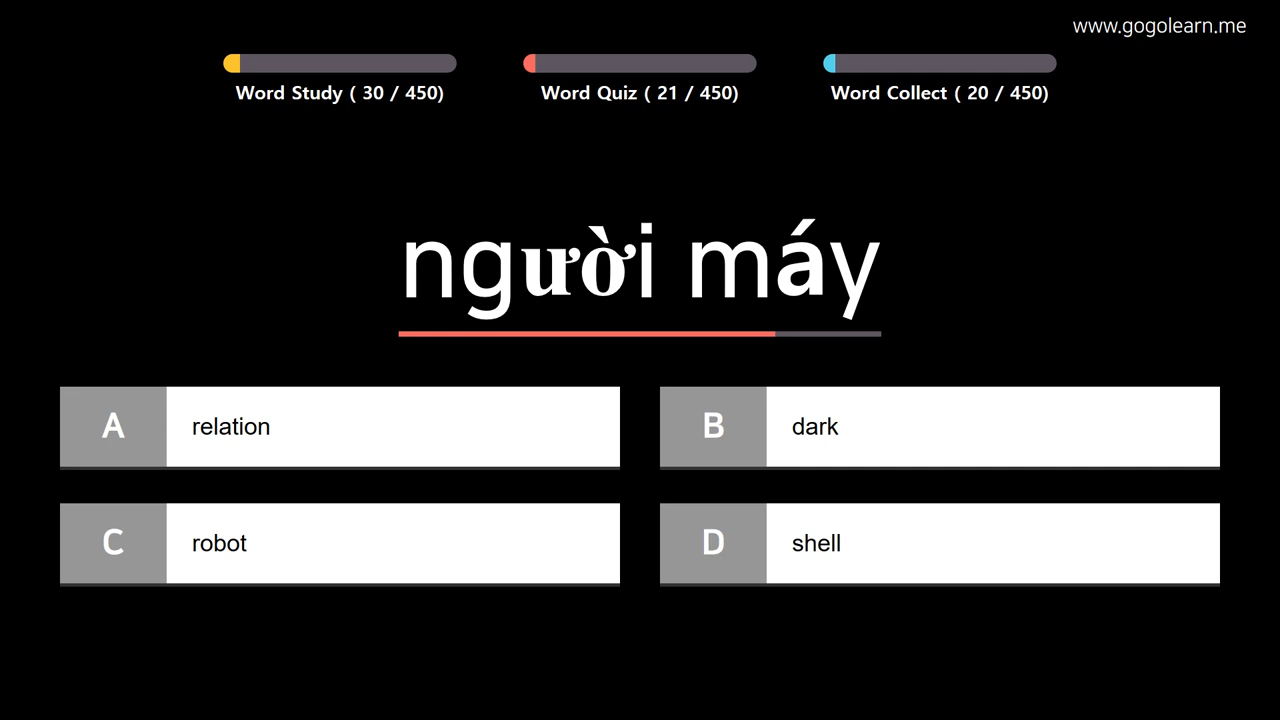 www.gogolearn.me
Word Study ( 30 / 450)
Word Quiz ( 21 / 450)
Word Collect ( 20 / 450)
người máy
A relation
B dark
C robot
D shell